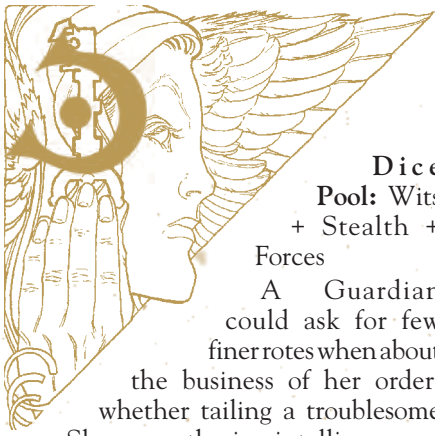 Dice
Pool: Wits
+ Stealth +
Forces
A Guardian
could ask for few
finer rotes when about
the business of her order
whether tailing a troublesome